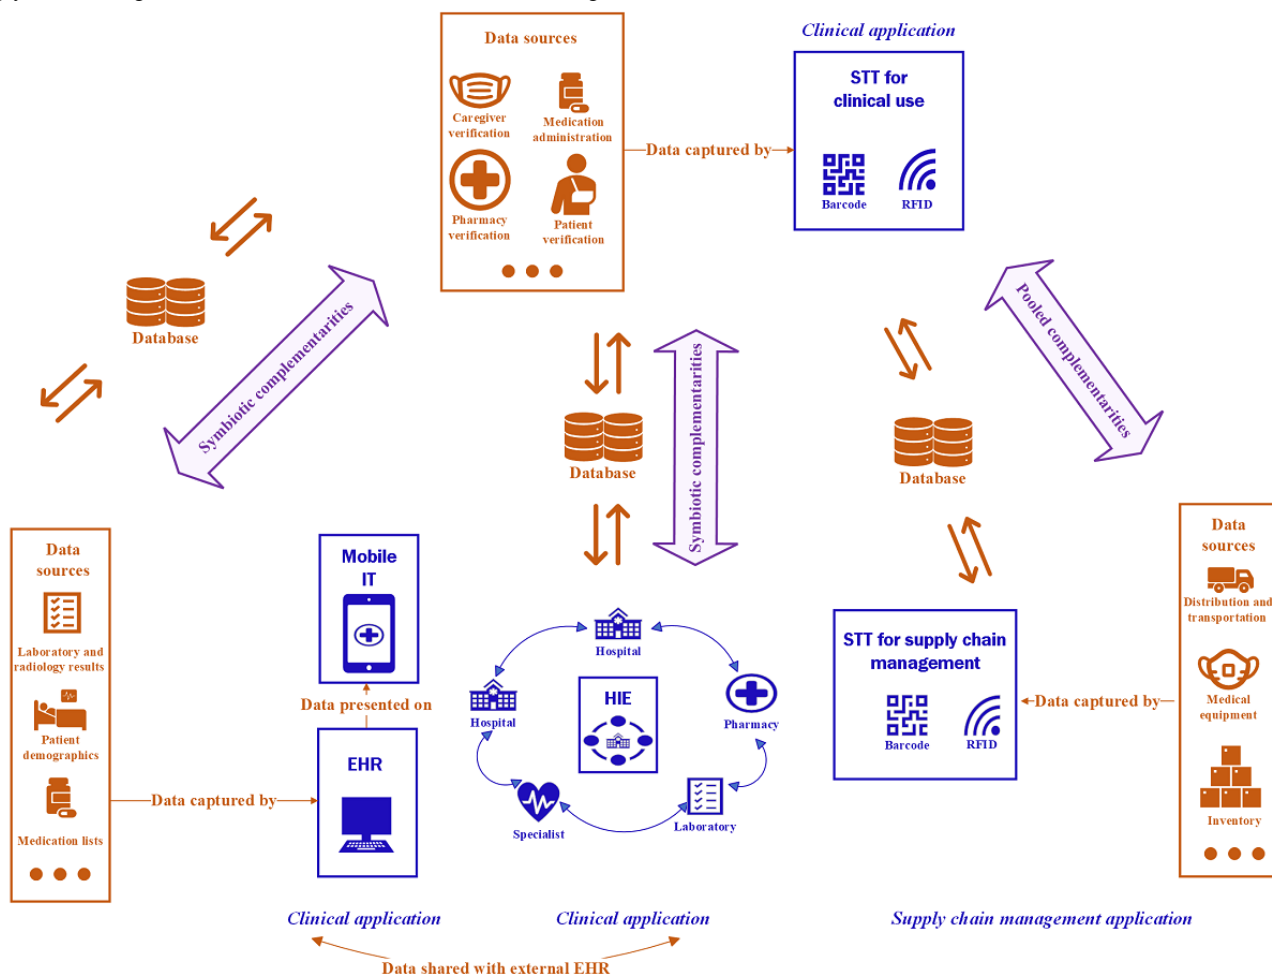 Clinical application
Data sources
STT for
clinical use
Caregiver
verification
Medication
administration
Data captured by
Pharmacy
verification
Patient
verification
Barcode
RFID
Database
Symbiotic complementarities
Database
Symbiotic complementarities
Database
Pooled complementarities
Data
sources
Laboratory and
radiology results
Patient
demographics
Medication lists
Data captured by
Mobile
IT
Data presented on
EHR
Hospital
Hospital
HIE
Pharmacy
Specialist
Laboratory
STT for supply chain
management
Barcode
RFID
Data captured by
Data
sources
Distribution and
transportation
Medical
equipment
Inventory
Clinical application
Clinical application
Supply chain management application
Data shared with external EHR